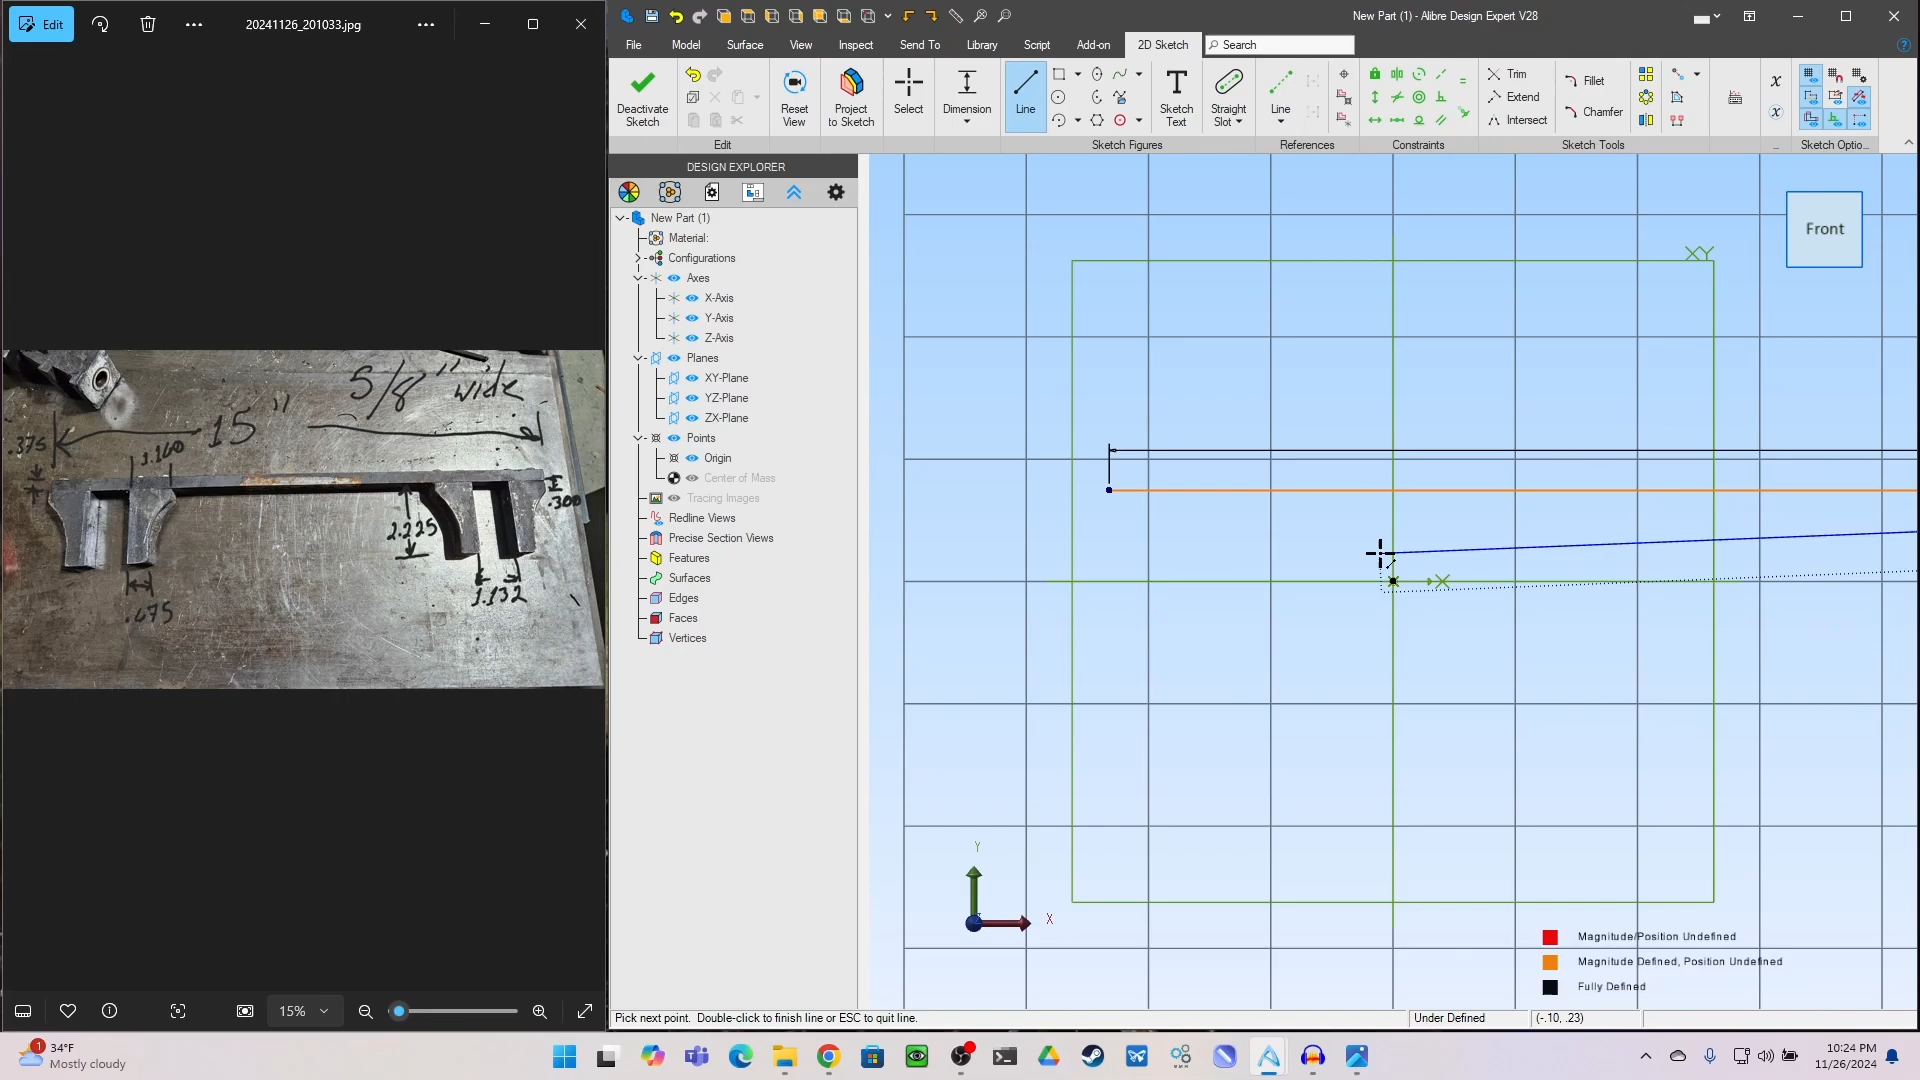 Edit
20241126_201033.jpg
New Part (1) - Alibre Design Expert V28
File
Model
Surface
View
Inspect
Send To
Library
Script
Add-on
2D Sketch
Search
Deactivate
Sketch
Reset
View
Project
to Sketch
Select
Dimension
Line
Sketch
Text
Straight
Slot
Line
Trim
Extend
Intersect
Fillet
Chamfer
Edit
Sketch Figures
References
Constraints
Sketch Tools
...
Sketch Optio...
DESIGN EXPLORER
New Part (1)
Material:
Configurations
Axes
X-Axis
Y-Axis
Z-Axis
Planes
XY-Plane
YZ-Plane
ZX-Plane
Points
Origin
Center of Mass
Tracing Images
Redline Views
Precise Section Views
Features
Surfaces
Edges
Faces
Vertices
5/8" wide
15"
.375
1.160
2.225
.300
.675
1.132
XY
Front
X
Y
X
Magnitude/Position Undefined
Magnitude Defined, Position Undefined
Fully Defined
15%
Pick next point. Double-click to finish line or ESC to quit line.
Under Defined
(-.10, .23)
1
34°F
Mostly cloudy
10:24 PM
11/26/2024